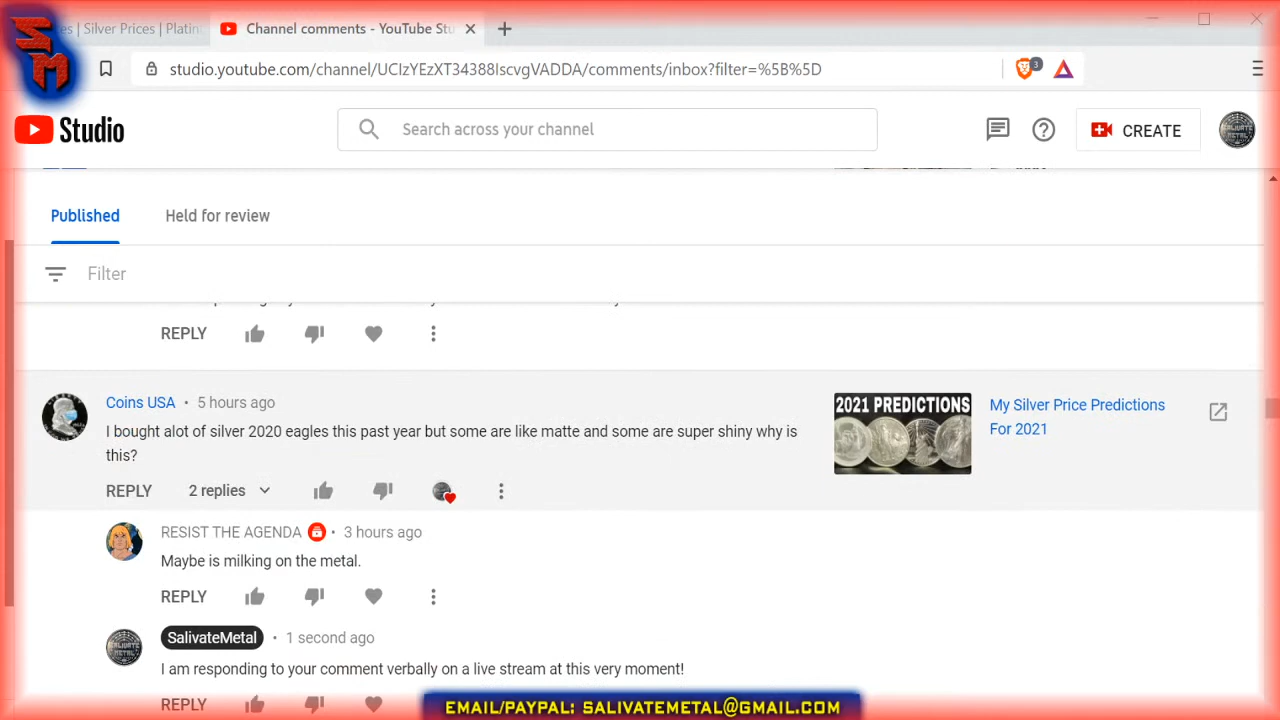 es | Silver Prices | Platin
Channel comments - YouTube Stu
studio.youtube.com/channel/UCIzYEzXT34388IscvgVADDA/comments/inbox?filter=%5B%5D
3
SM
Studio
Search across your channel
CREATE
Published
Held for review
Filter
REPLY
Coins USA • 5 hours ago
I bought alot of silver 2020 eagles this past year but some are like matte and some are super shiny why is
this?
2021 PREDICTIONS
My Silver Price Predictions
For 2021
REPLY 2 replies
RESIST THE AGENDA • 3 hours ago
Maybe is milking on the metal.
REPLY
SalivateMetal • 1 second ago
I am responding to your comment verbally on a live stream at this very moment!
REPLY
EMAIL/PAYPAL: SALIVATEMETAL@GMAIL.COM